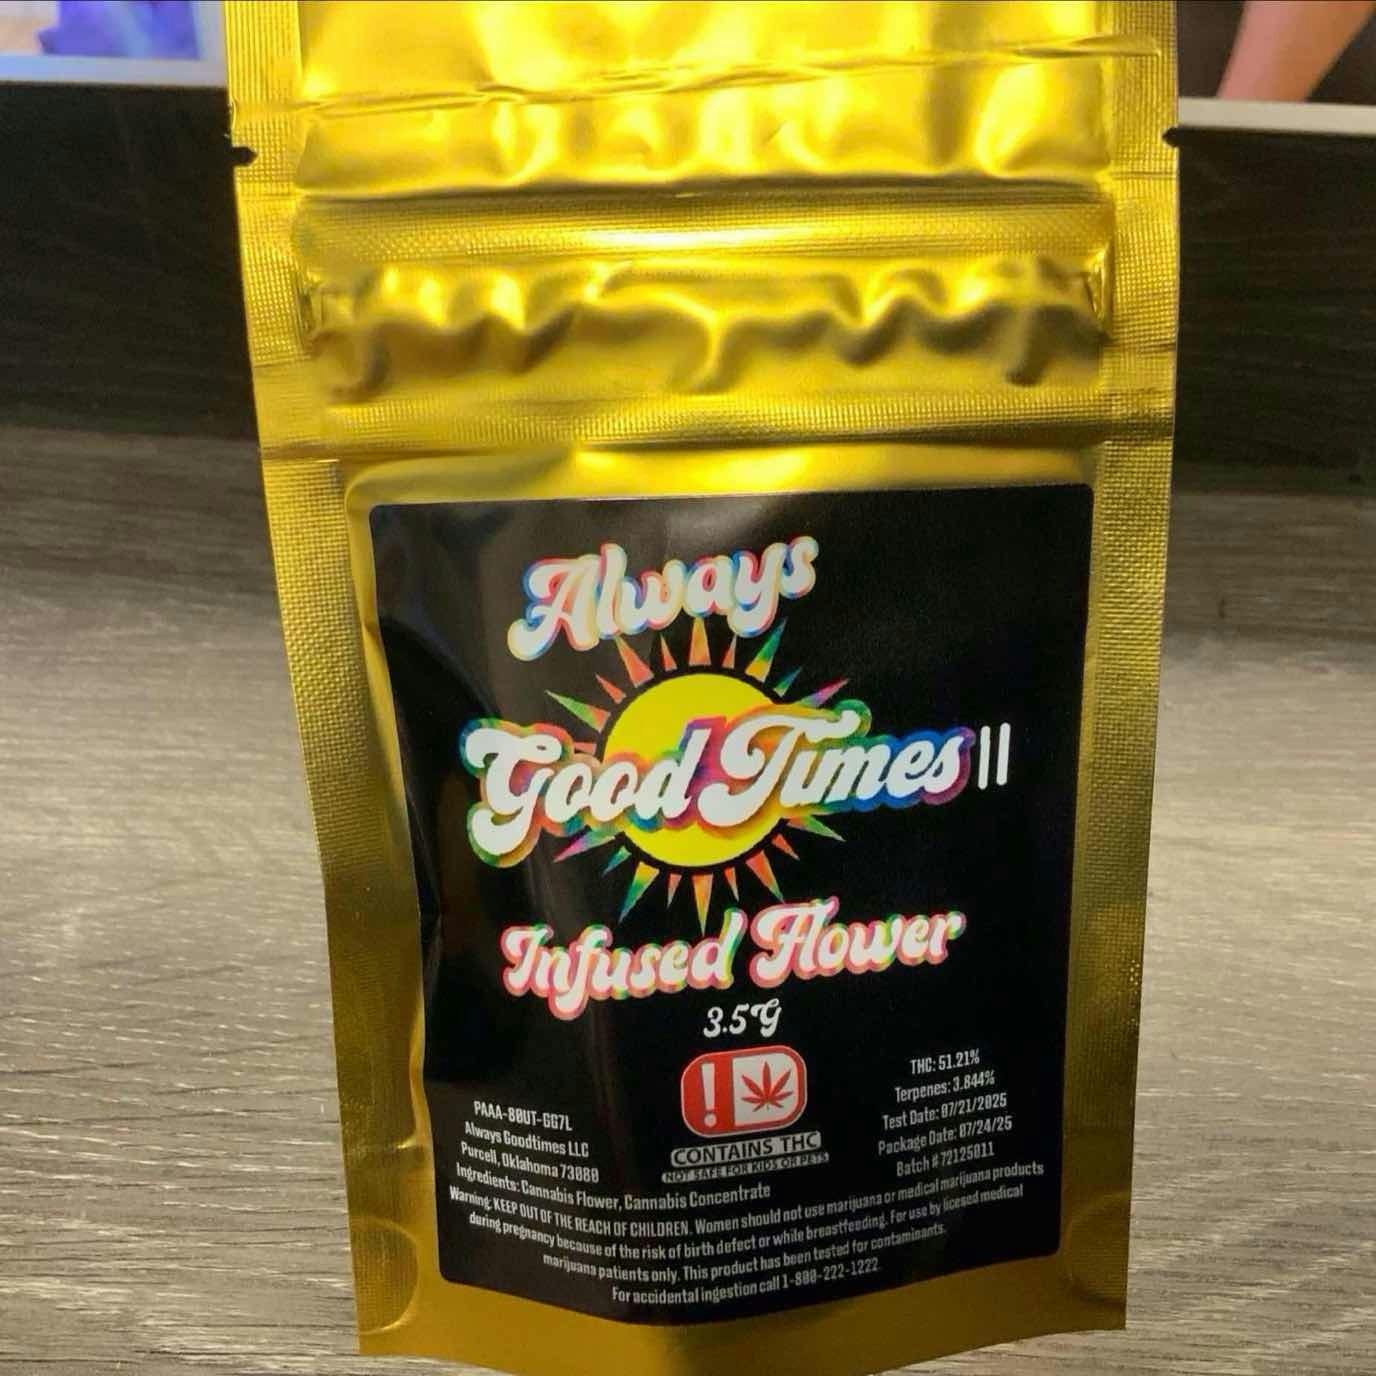 Always
Good Times II
Infused Flower
3.5G
PAAA-80UT-GG7L
Always Goodtimes LLC
Purcell, Oklahoma 73080
THC: 51.21%
Terpenes: 3.844%
Test Date: 07/21/2025
Package Date: 07/24/25
Batch # 72125011
CONTAINS THC
NOT SAFE FOR KIDS OR PETS
Ingredients: Cannabis Flower, Cannabis Concentrate
Warning: KEEP OUT OF THE REACH OF CHILDREN. Women should not use marijuana or medical marijuana products
during pregnancy because of the risk of birth defect or while breastfeeding. For use by licesed medical
marijuana patients only. This product has been tested for contaminants.
For accidental ingestion call 1-800-222-1222